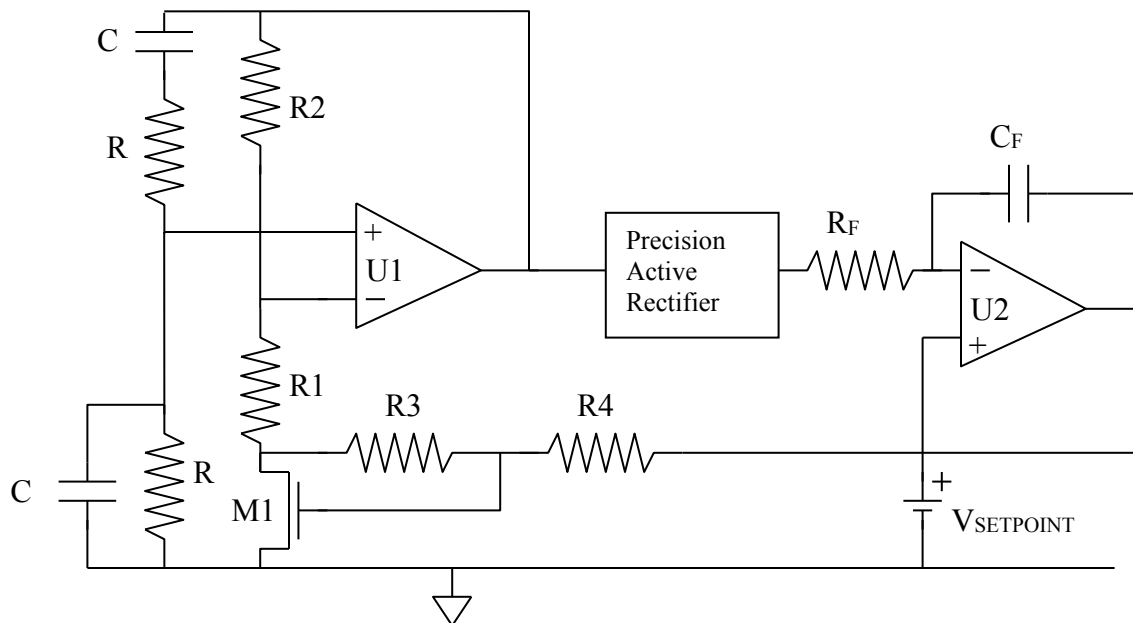 C
R2
R
CF
RF
Precision
Active
Rectifier
+
U1
−
−
U2
+
R1
R3
R4
C
R
M1
+
VSETPOINT